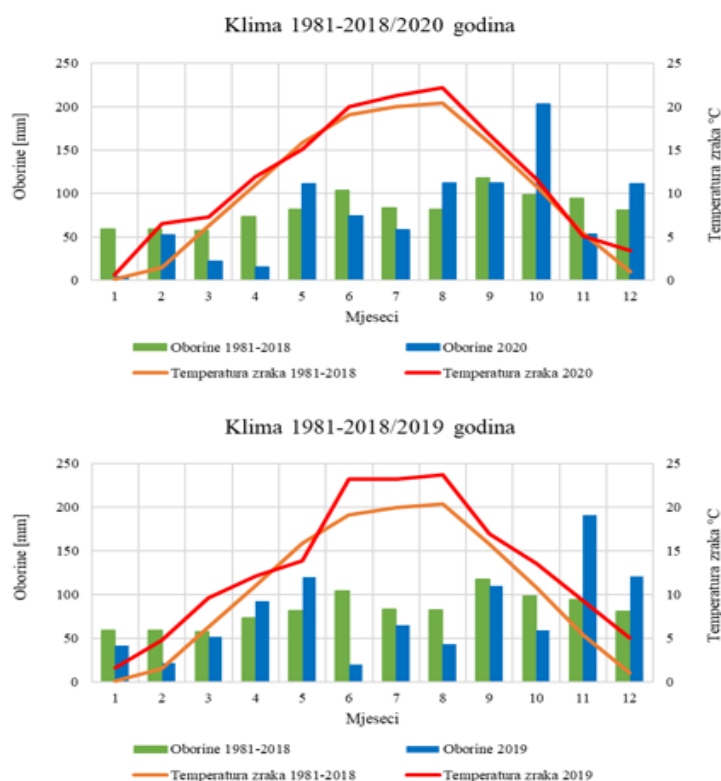 Klima 1981-2018/2020 godina
Oborine [mm]
250
200
150
100
50
0
25
20
15
10
5
0
Temperatura zraka °C
1 2 3 4 5 6 7 8 9 10 11 12
Mjeseci
Oborine 1981-2018 Oborine 2020
Temperatura zraka 1981-2018 Temperatura zraka 2020
Klima 1981-2018/2019 godina
Oborine [mm]
250
200
150
100
50
0
25
20
15
10
5
0
Temperatura zraka °C
1 2 3 4 5 6 7 8 9 10 11 12
Mjeseci
Oborine 1981-2018 Oborine 2019
Temperatura zraka 1981-2018 Temperatura zraka 2019